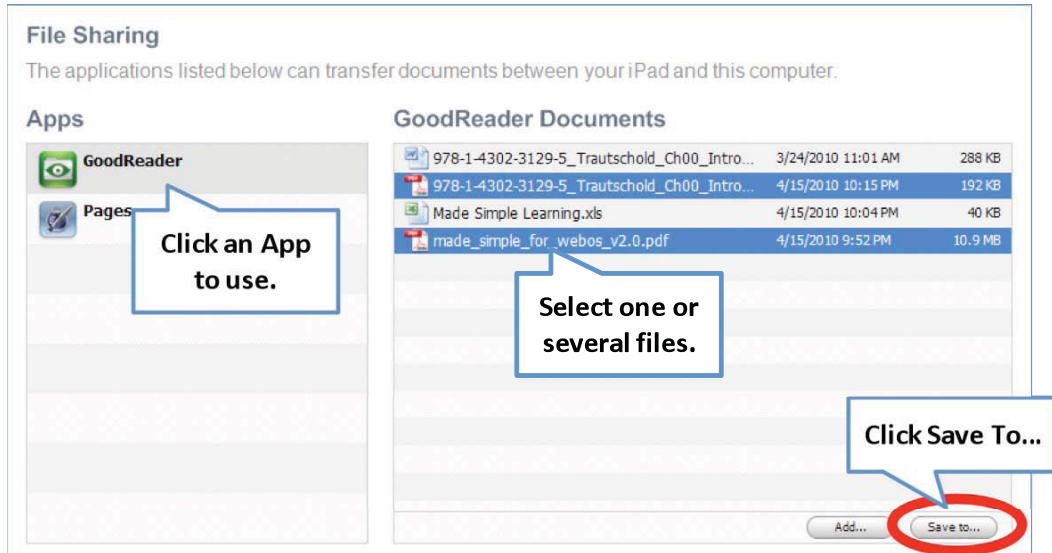 File Sharing
The applications listed below can transfer documents between your iPad and this computer.
Apps
GoodReader
Pages
Click an App
to use.
GoodReader Documents
978-1-4302-3129-5_Trautschold_Ch00_Intro... 3/24/2010 11:01 AM 288 KB
978-1-4302-3129-5_Trautschold_Ch00_Intro... 4/15/2010 10:15 PM 192 KB
Made Simple Learning.xls 4/15/2010 10:04 PM 40 KB
made_simple_for_webos_v2.0.pdf 4/15/2010 9:52 PM 10.9 MB
Select one or
several files.
Click Save To...
Add... Save to...